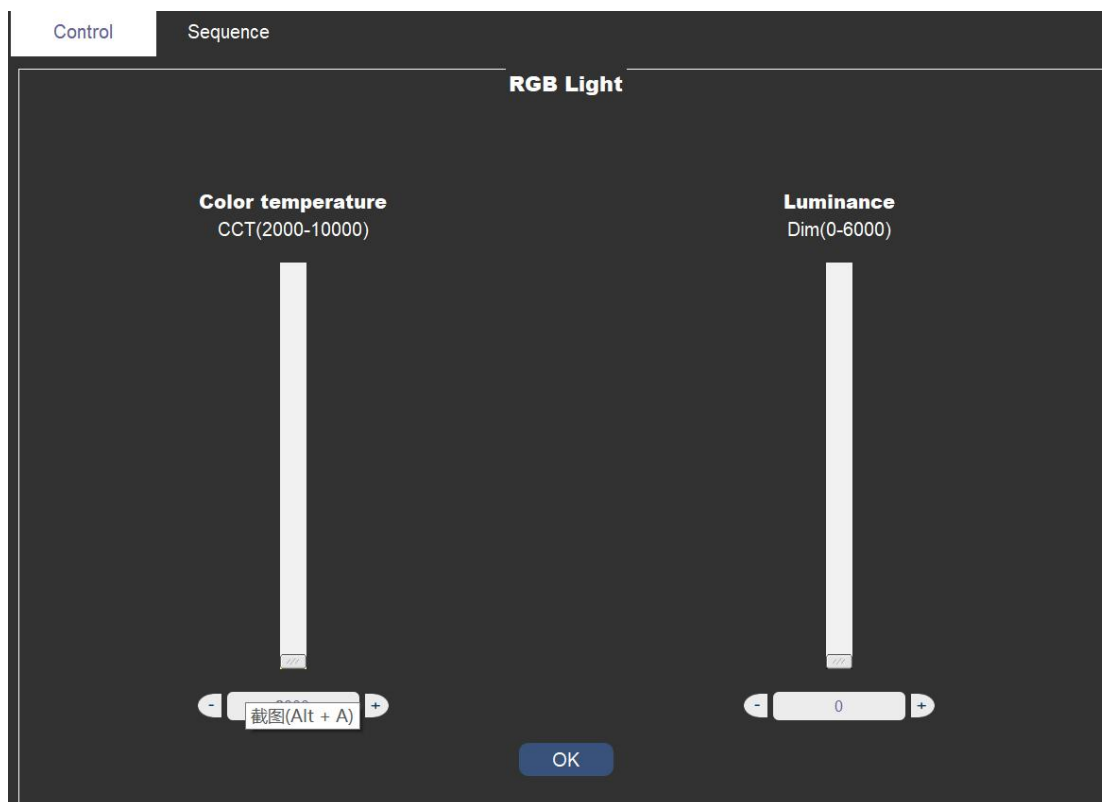 Control Sequence
RGB Light
Color temperature Luminance
CCT(2000-10000) Dim(0-6000)
- + - 0 +
截图(Alt + A)
OK